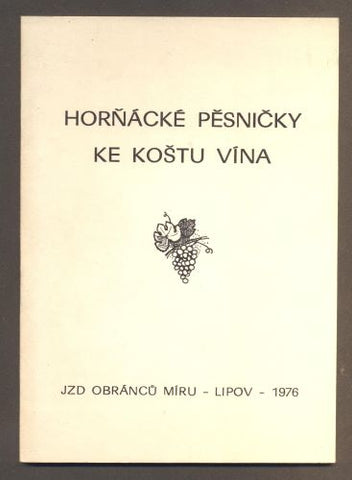 HORŇÁCKÉ PĚSNIČKY
KE KOŠTU VÍNA
JZD OBRÁNCŮ MÍRU – LIPOV – 1976